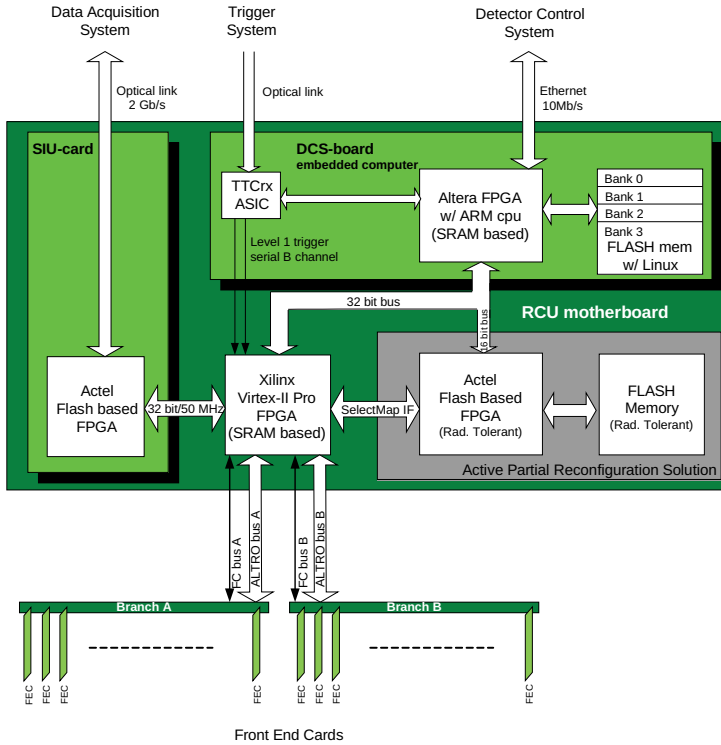 Data Acquisition
System
Trigger
System
Detector Control
System
Optical link
2 Gb/s
Optical link
Ethernet
10Mb/s
SIU-card
DCS-board
embedded computer
TTCrx
ASIC
Altera FPGA
w/ ARM cpu
(SRAM based)
Bank 0
Bank 1
Bank 2
Bank 3
FLASH mem
w/ Linux
Level 1 trigger
serial B channel
32 bit bus
16 bit bus
RCU motherboard
Actel
Flash based
FPGA
32 bit/50 MHz
Xilinx
Virtex-II Pro
FPGA
(SRAM based)
SelectMap IF
Actel
Flash Based
FPGA
(Rad. Tolerant)
FLASH
Memory
(Rad. Tolerant)
Active Partial Reconfiguration Solution
FC bus A
ALTRO bus A
FC bus B
ALTRO bus B
Branch A
Branch B
FEC
FEC
FEC
FEC
FEC
FEC
FEC
FEC
Front End Cards